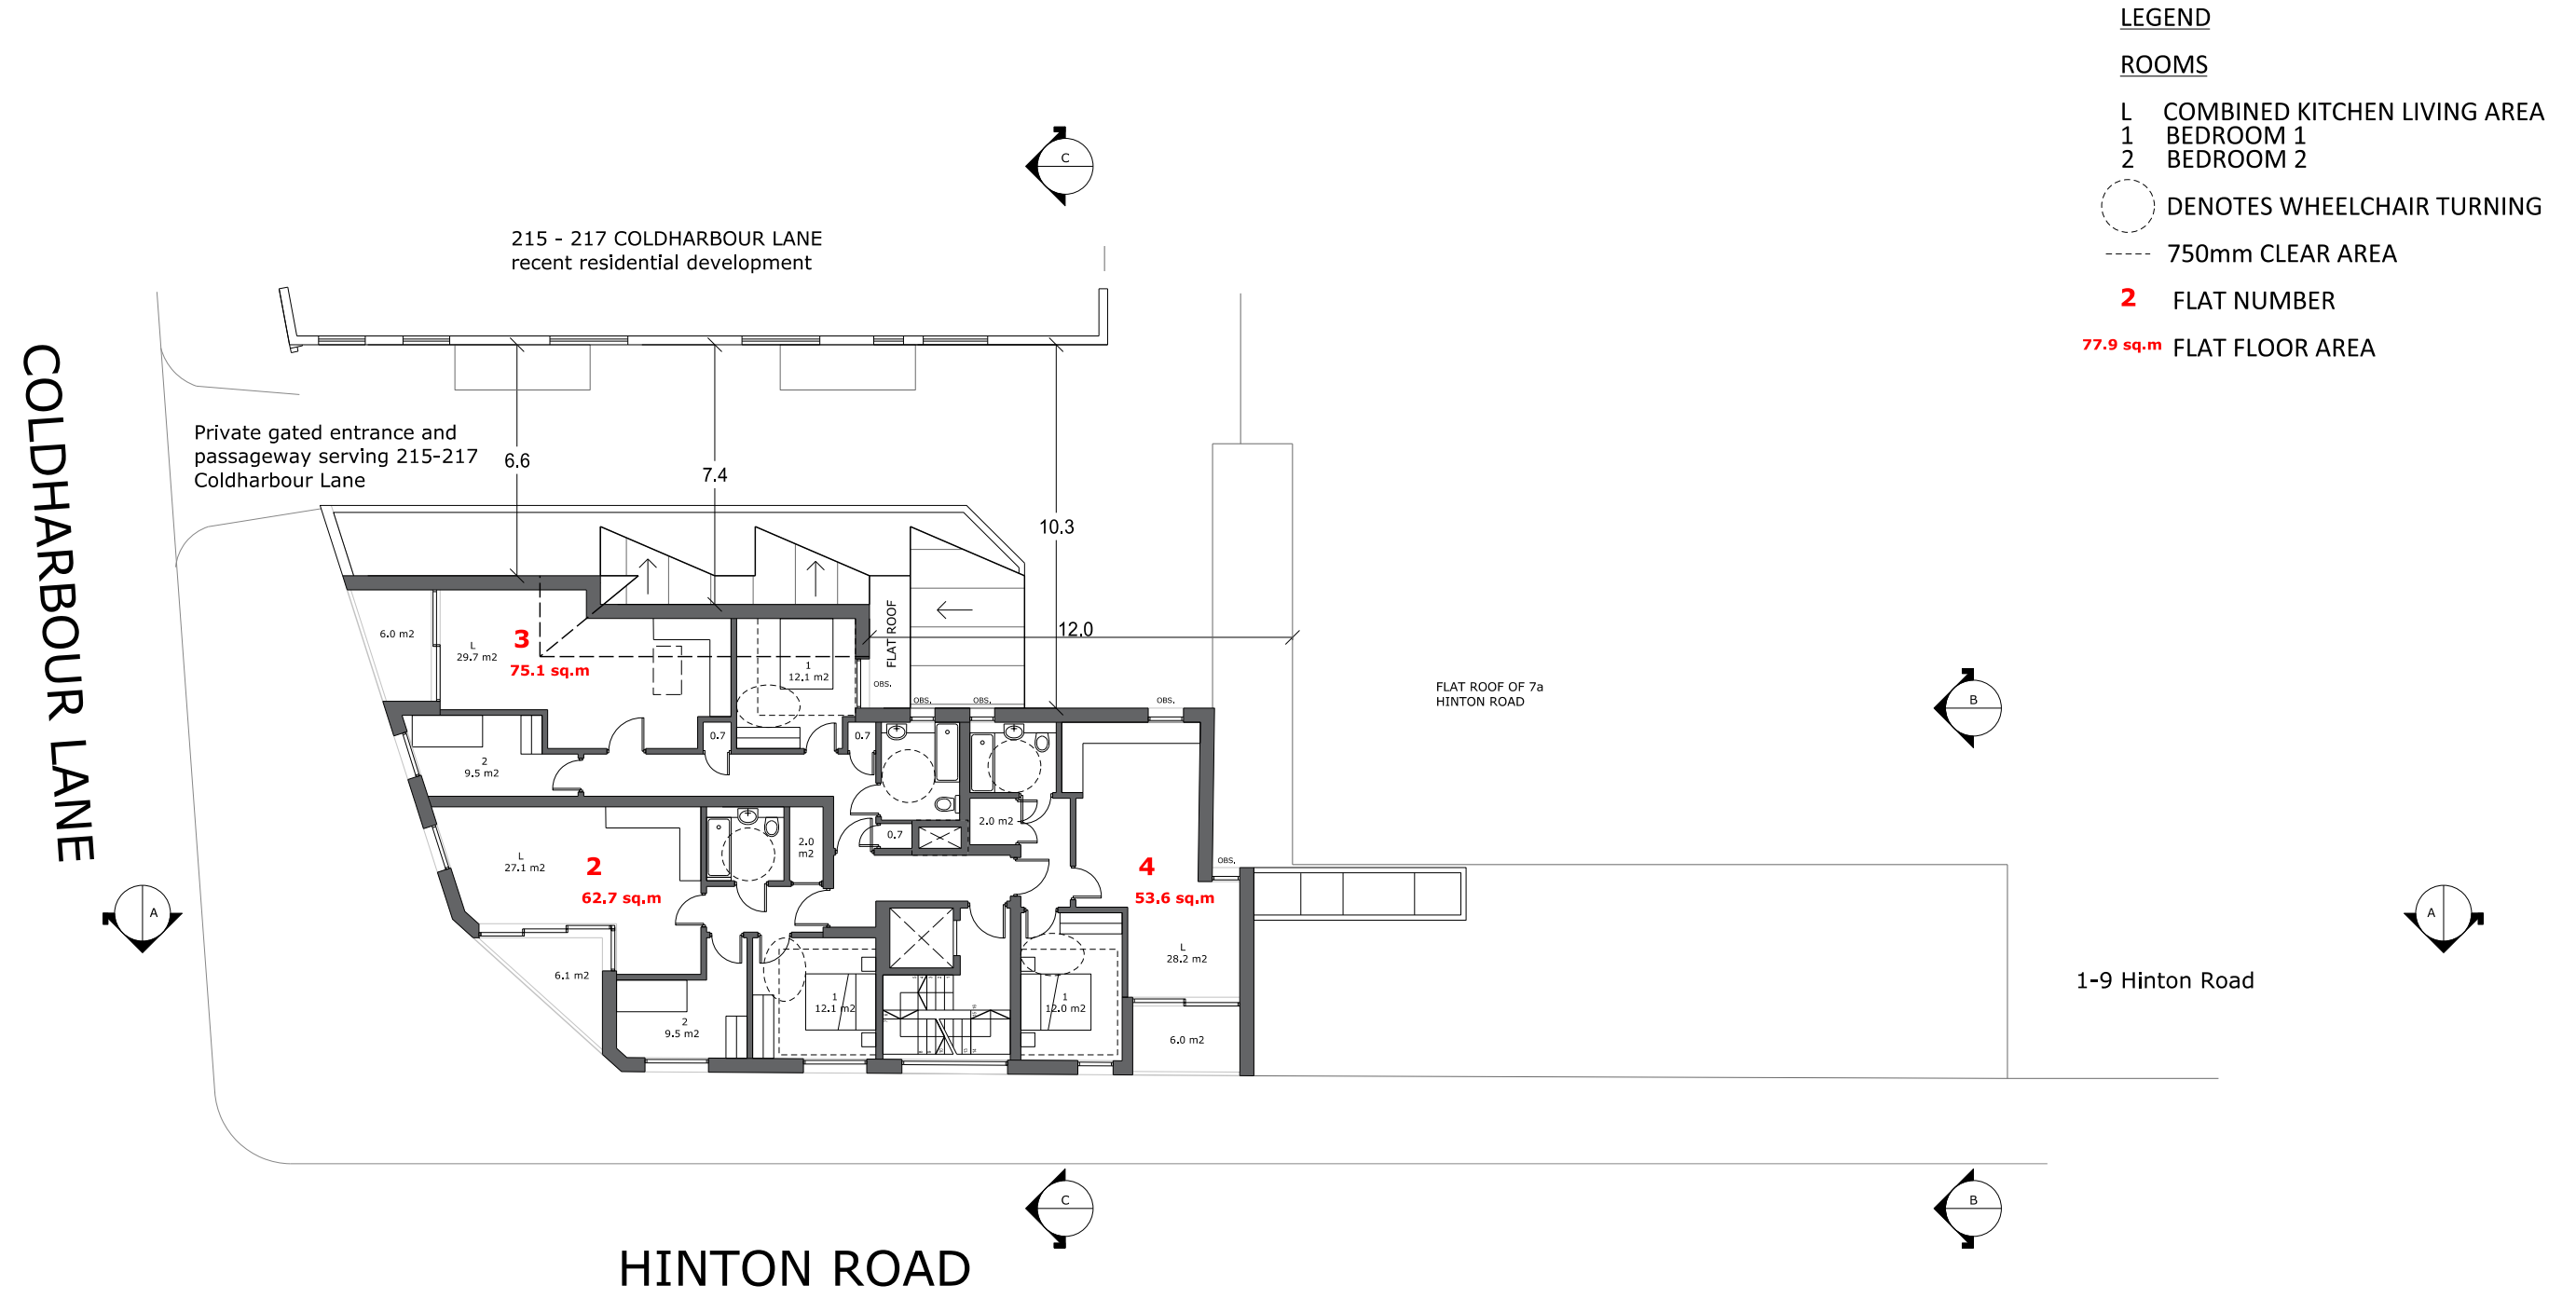 LEGEND
ROOMS
L COMBINED KITCHEN LIVING AREA
1 BEDROOM 1
2 BEDROOM 2
DENOTES WHEELCHAIR TURNING
750mm CLEAR AREA
2 FLAT NUMBER
77.9 sq.m FLAT FLOOR AREA
C
215 - 217 COLDHARBOUR LANE
recent residential development
COLDHARBOUR LANE
Private gated entrance and
passageway serving 215-217
Coldharbour Lane
6.6
7.4
10.3
12.0
FLAT ROOF
6.0 m2
L
29.7 m2
3
75.1 sq.m
1
12.1 m2
OBS.
OBS.
OBS.
OBS.
FLAT ROOF OF 7a
HINTON ROAD
B
0.7
0.7
2
9.5 m2
2.0 m2
0.7
2.0
m2
L
27.1 m2
2
62.7 sq.m
4
53.6 sq.m
OBS.
A
A
L
28.2 m2
6.1 m2
1
12.1 m2
1
12.0 m2
2
9.5 m2
6.0 m2
1-9 Hinton Road
C
B
HINTON ROAD